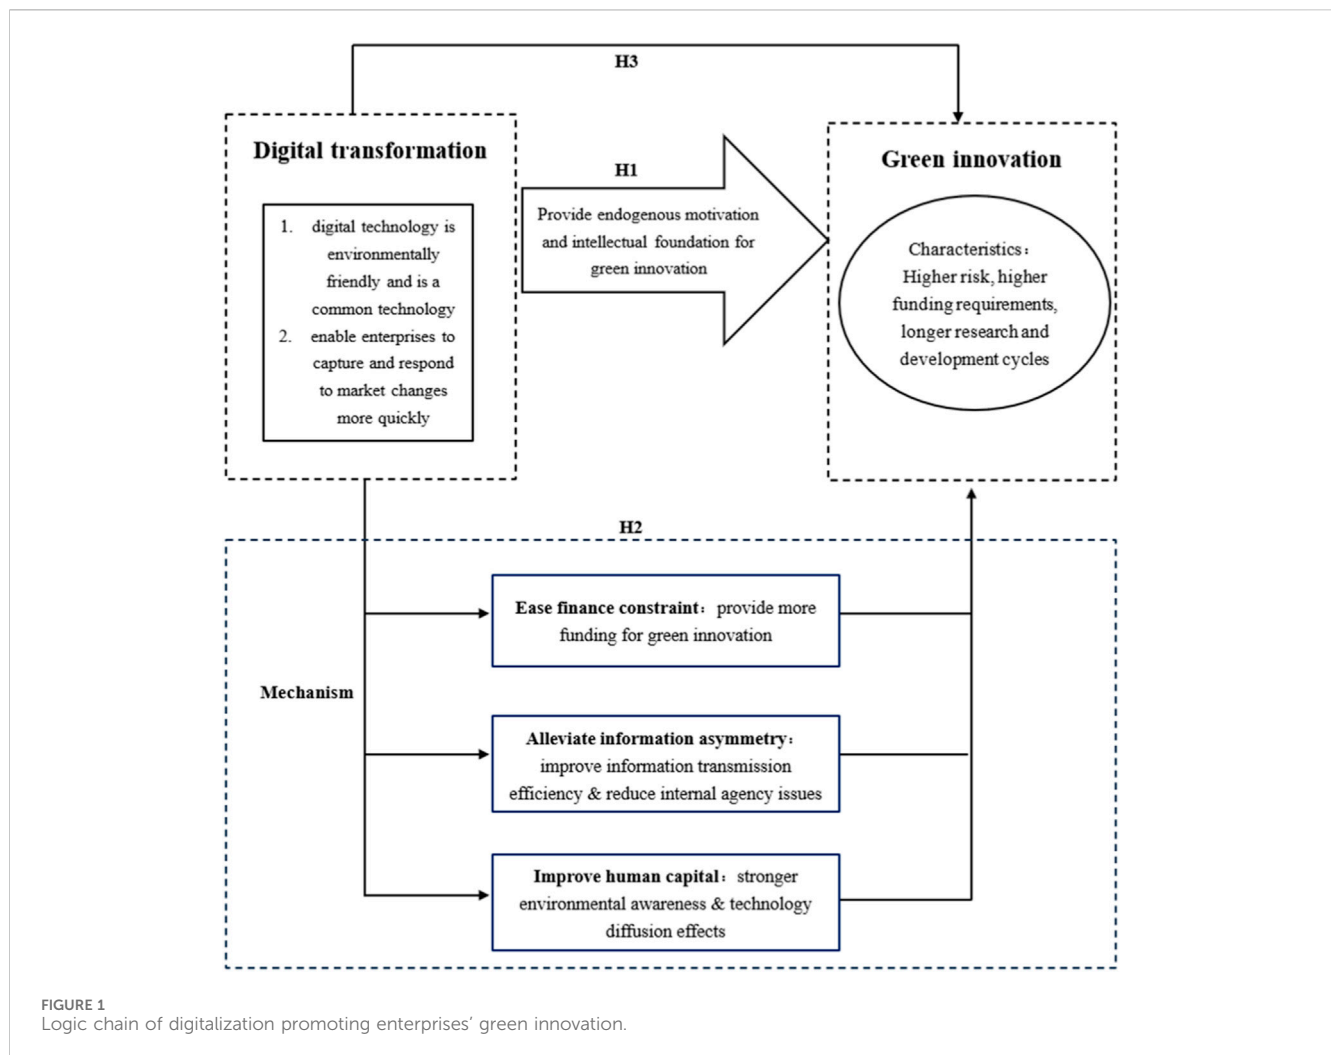 H3
Digital transformation
1. digital technology is
environmentally
friendly and is a
common technology
2. enable enterprises to
capture and respond
to market changes
more quickly
H1
Provide endogenous motivation
and intellectual foundation for
green innovation
Green innovation
Characteristics：
Higher risk, higher
funding requirements,
longer research and
development cycles
H2
Mechanism
Ease finance constraint：provide more
funding for green innovation
Alleviate information asymmetry：
improve information transmission
efficiency & reduce internal agency issues
Improve human capital：stronger
environmental awareness & technology
diffusion effects
FIGURE 1
Logic chain of digitalization promoting enterprises’ green innovation.